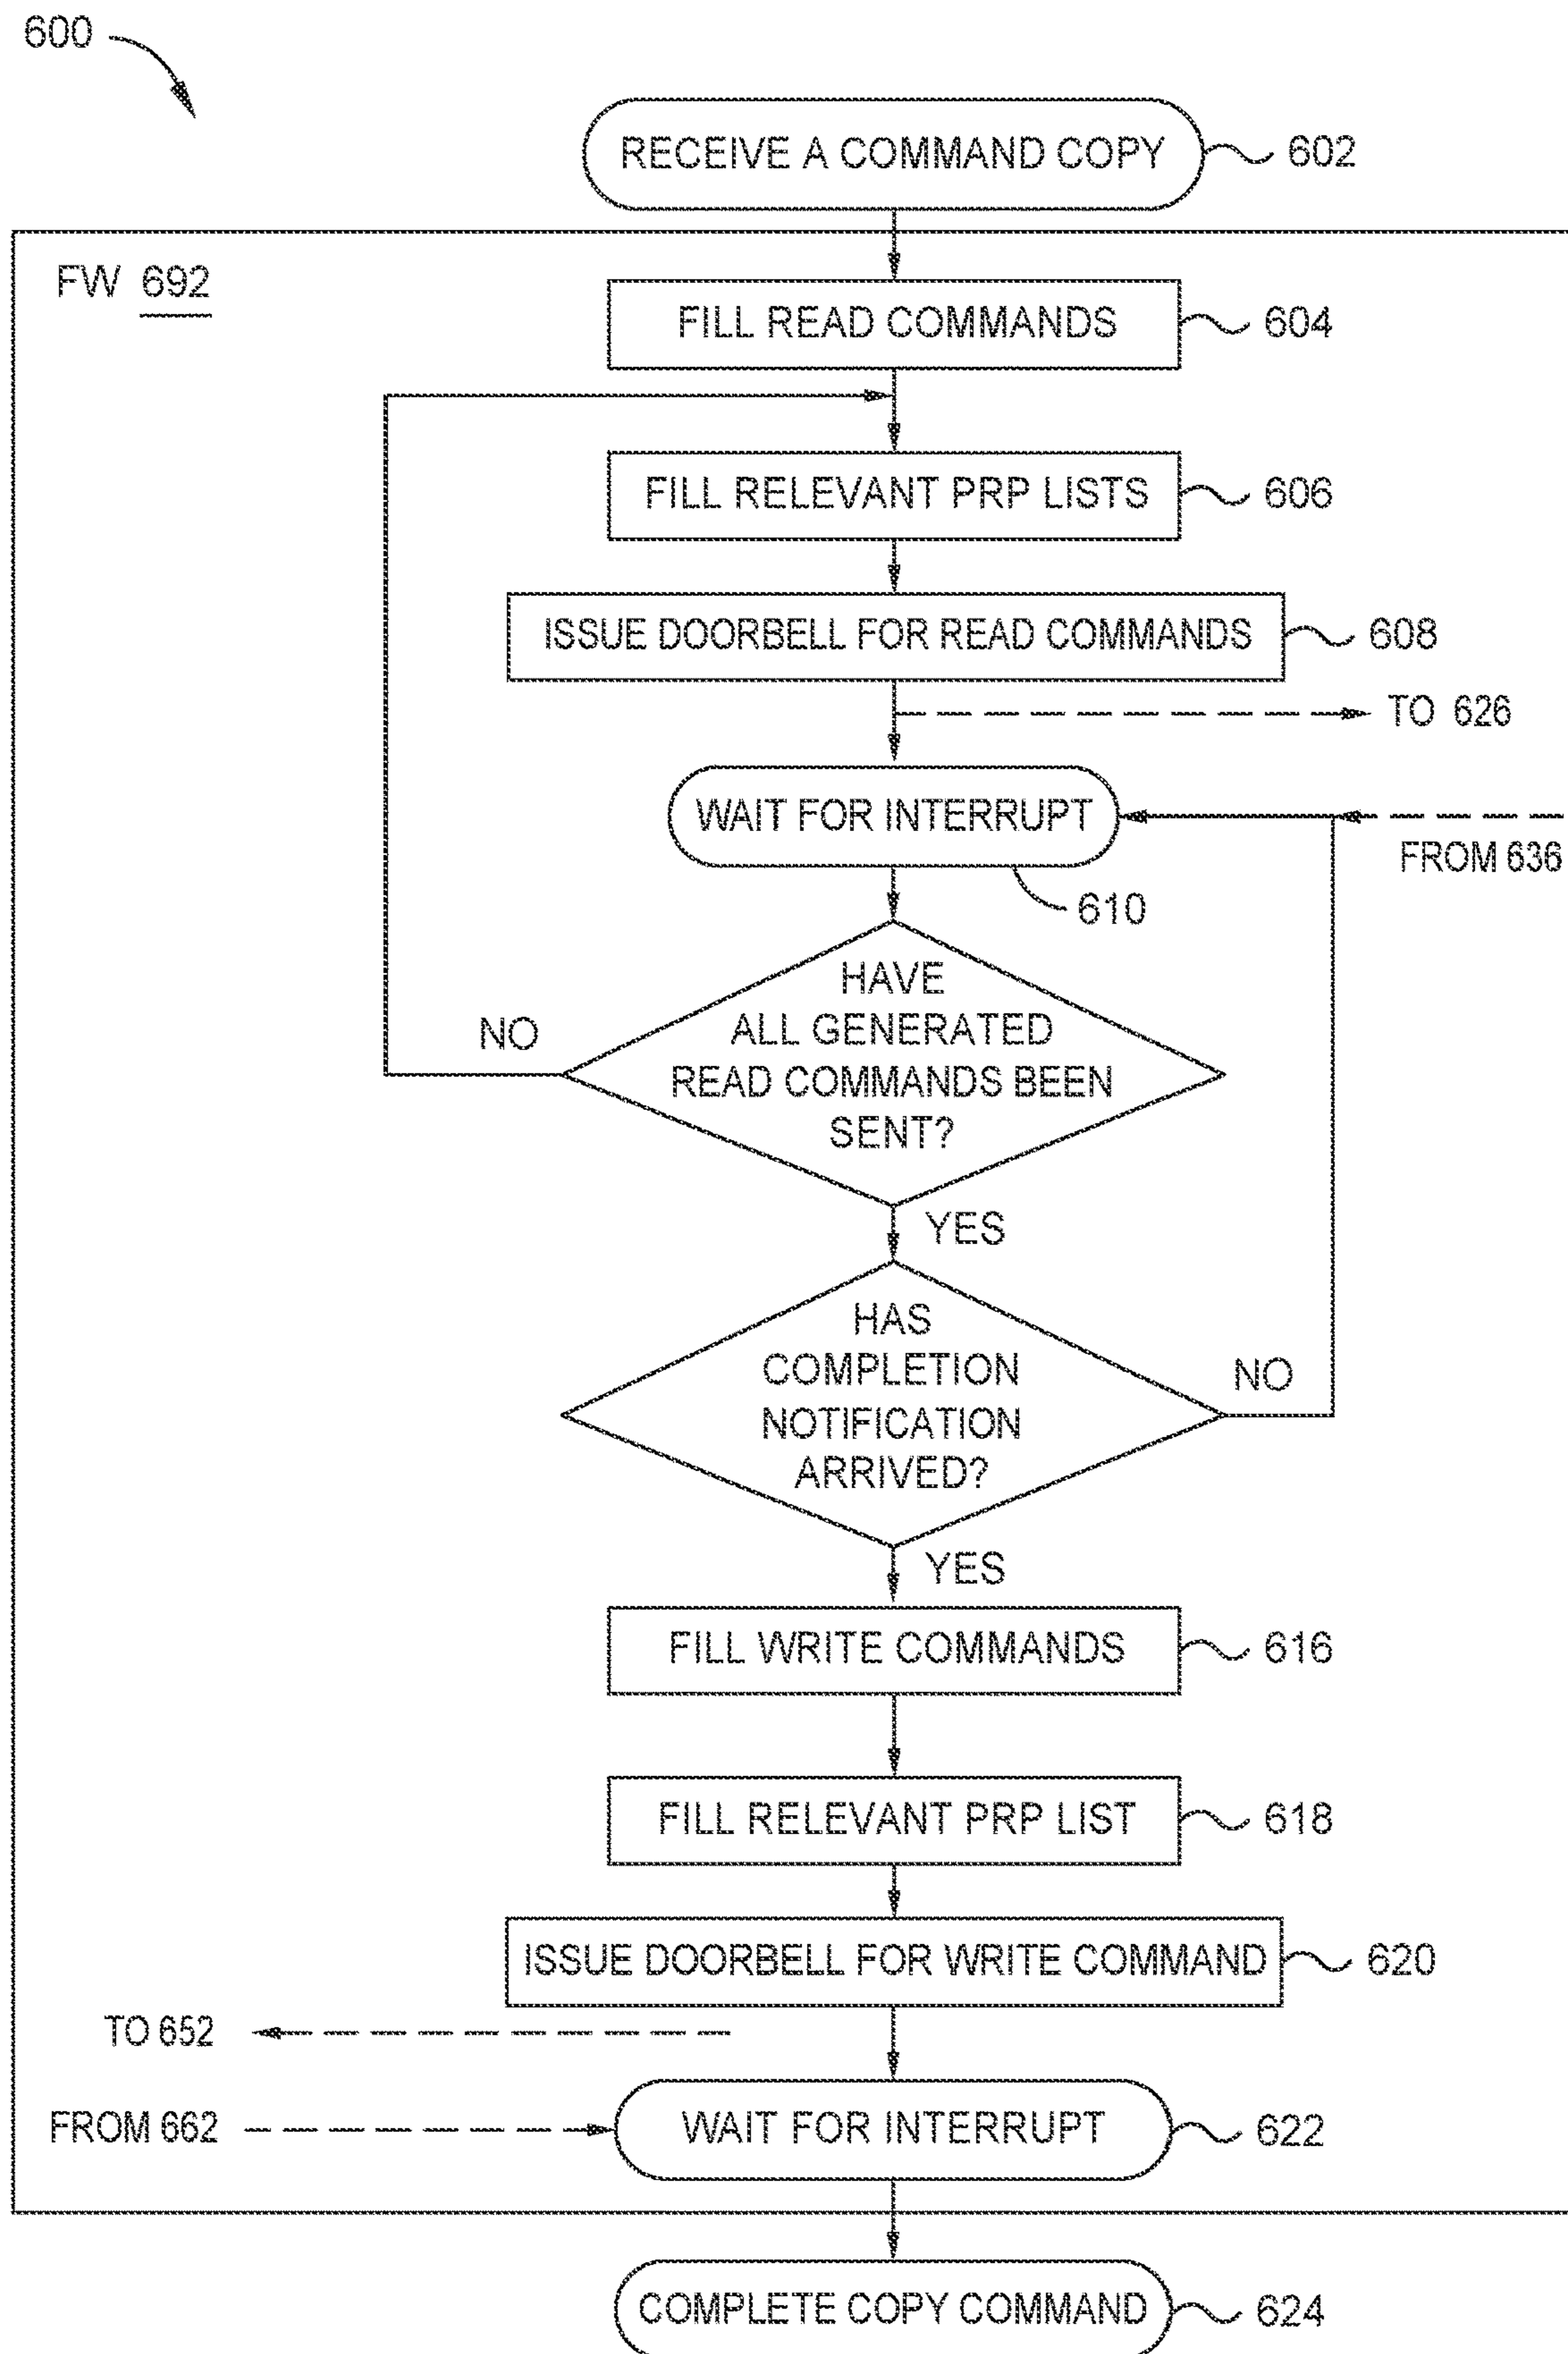 600
RECEIVE A COMMAND COPY
602
FW 692
FILL READ COMMANDS
604
FILL RELEVANT PRP LISTS
606
ISSUE DOORBELL FOR READ COMMANDS
608
TO 626
WAIT FOR INTERRUPT
FROM 636
610
HAVE
ALL GENERATED
READ COMMANDS BEEN
SENT?
NO
YES
HAS
COMPLETION
NOTIFICATION
ARRIVED?
NO
YES
FILL WRITE COMMANDS
616
FILL RELEVANT PRP LIST
618
ISSUE DOORBELL FOR WRITE COMMAND
620
TO 652
FROM 662
WAIT FOR INTERRUPT
622
COMPLETE COPY COMMAND
624